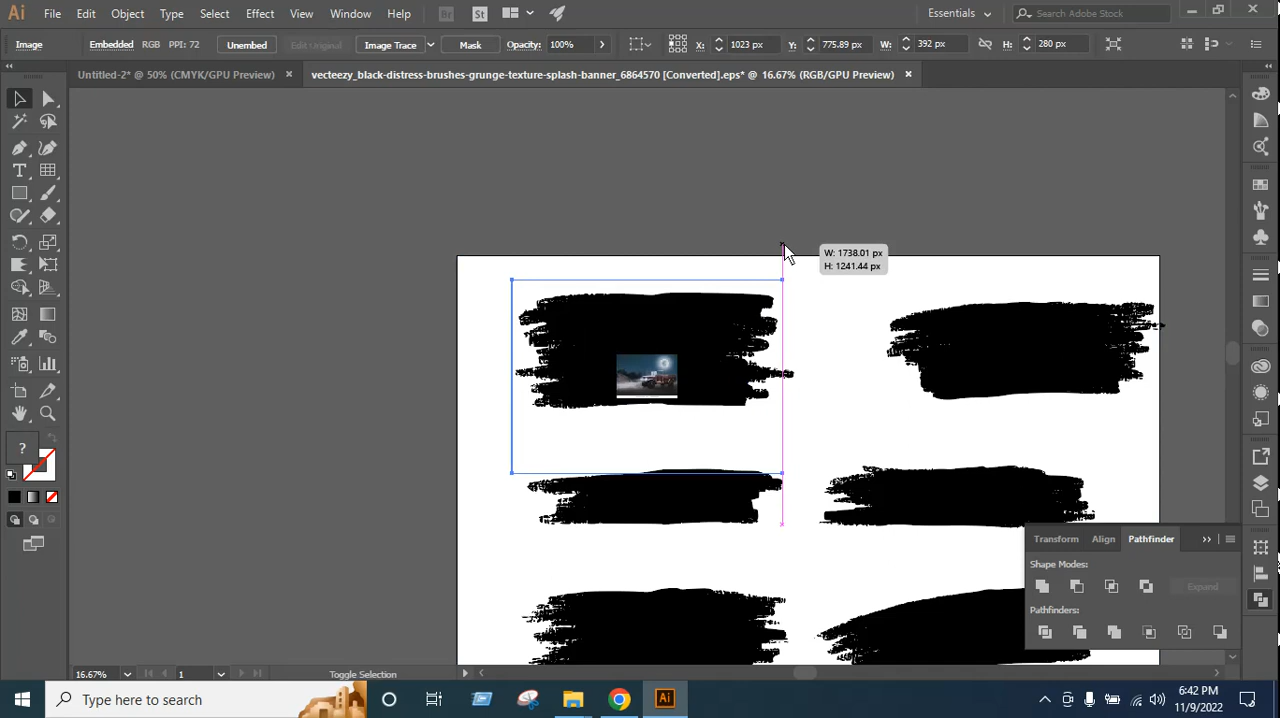 Ai File Edit Object Type Select Effect View Window Help Br St Essentials Search Adobe Stock
Image Embedded RGB PPI: 72 Unembed Edit Original Image Trace Mask Opacity: 100% X: 1023 px Y: 775.89 px W: 392 px H: 280 px
Untitled-2* @ 50% (CMYK/GPU Preview) vecteezy_black-distress-brushes-grunge-texture-splash-banner_6864570 [Converted].eps* @ 16.67% (RGB/GPU Preview)
W: 1738.01 px
H: 1241.44 px
?
Transform Align Pathfinder
Shape Modes:
Expand
Pathfinders:
16.67% 1 Toggle Selection
Type here to search Ai 5:42 PM
11/9/2022